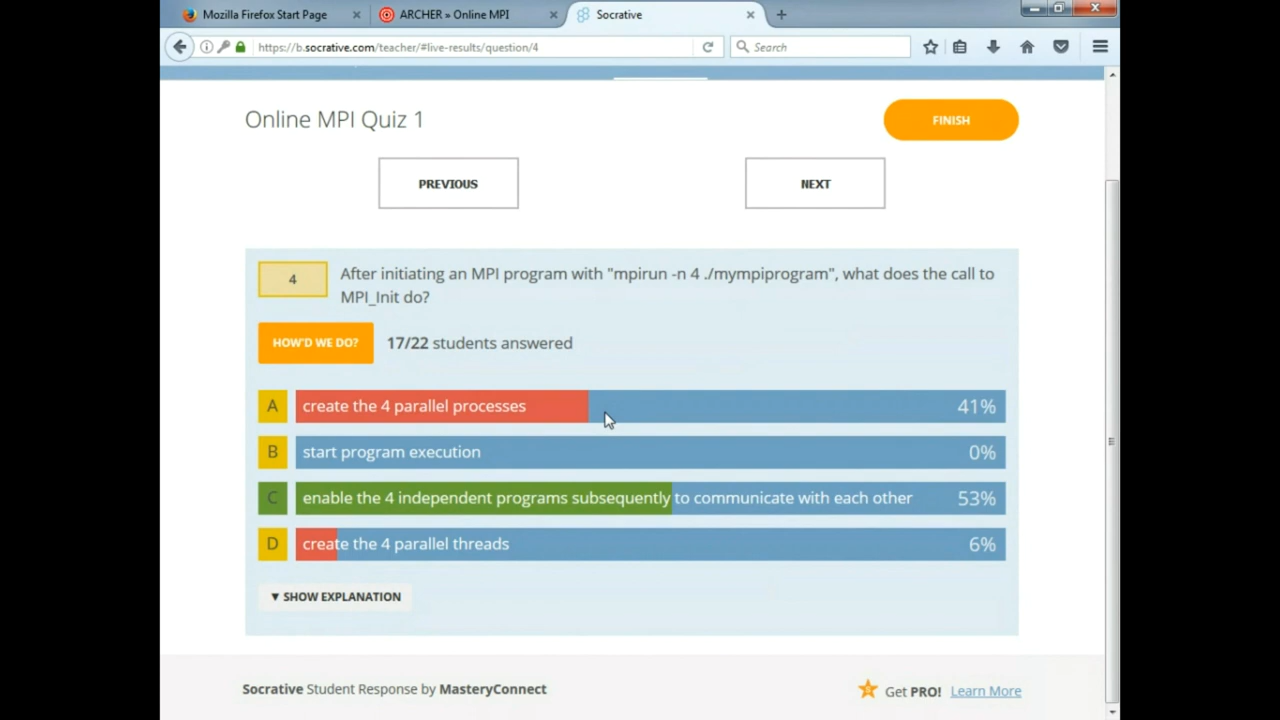 Mozilla Firefox Start Page
ARCHER » Online MPI
Socrative
https://b.socrative.com/teacher/#live-results/question/4
Search
Online MPI Quiz 1
FINISH
PREVIOUS
NEXT
4
After initiating an MPI program with "mpirun -n 4 ./mympiprogram", what does the call to
MPI_Init do?
HOW'D WE DO?
17/22 students answered
A create the 4 parallel processes 41%
B start program execution 0%
C enable the 4 independent programs subsequently to communicate with each other 53%
D create the 4 parallel threads 6%
▼ SHOW EXPLANATION
Socrative Student Response by MasteryConnect
Get PRO! Learn More